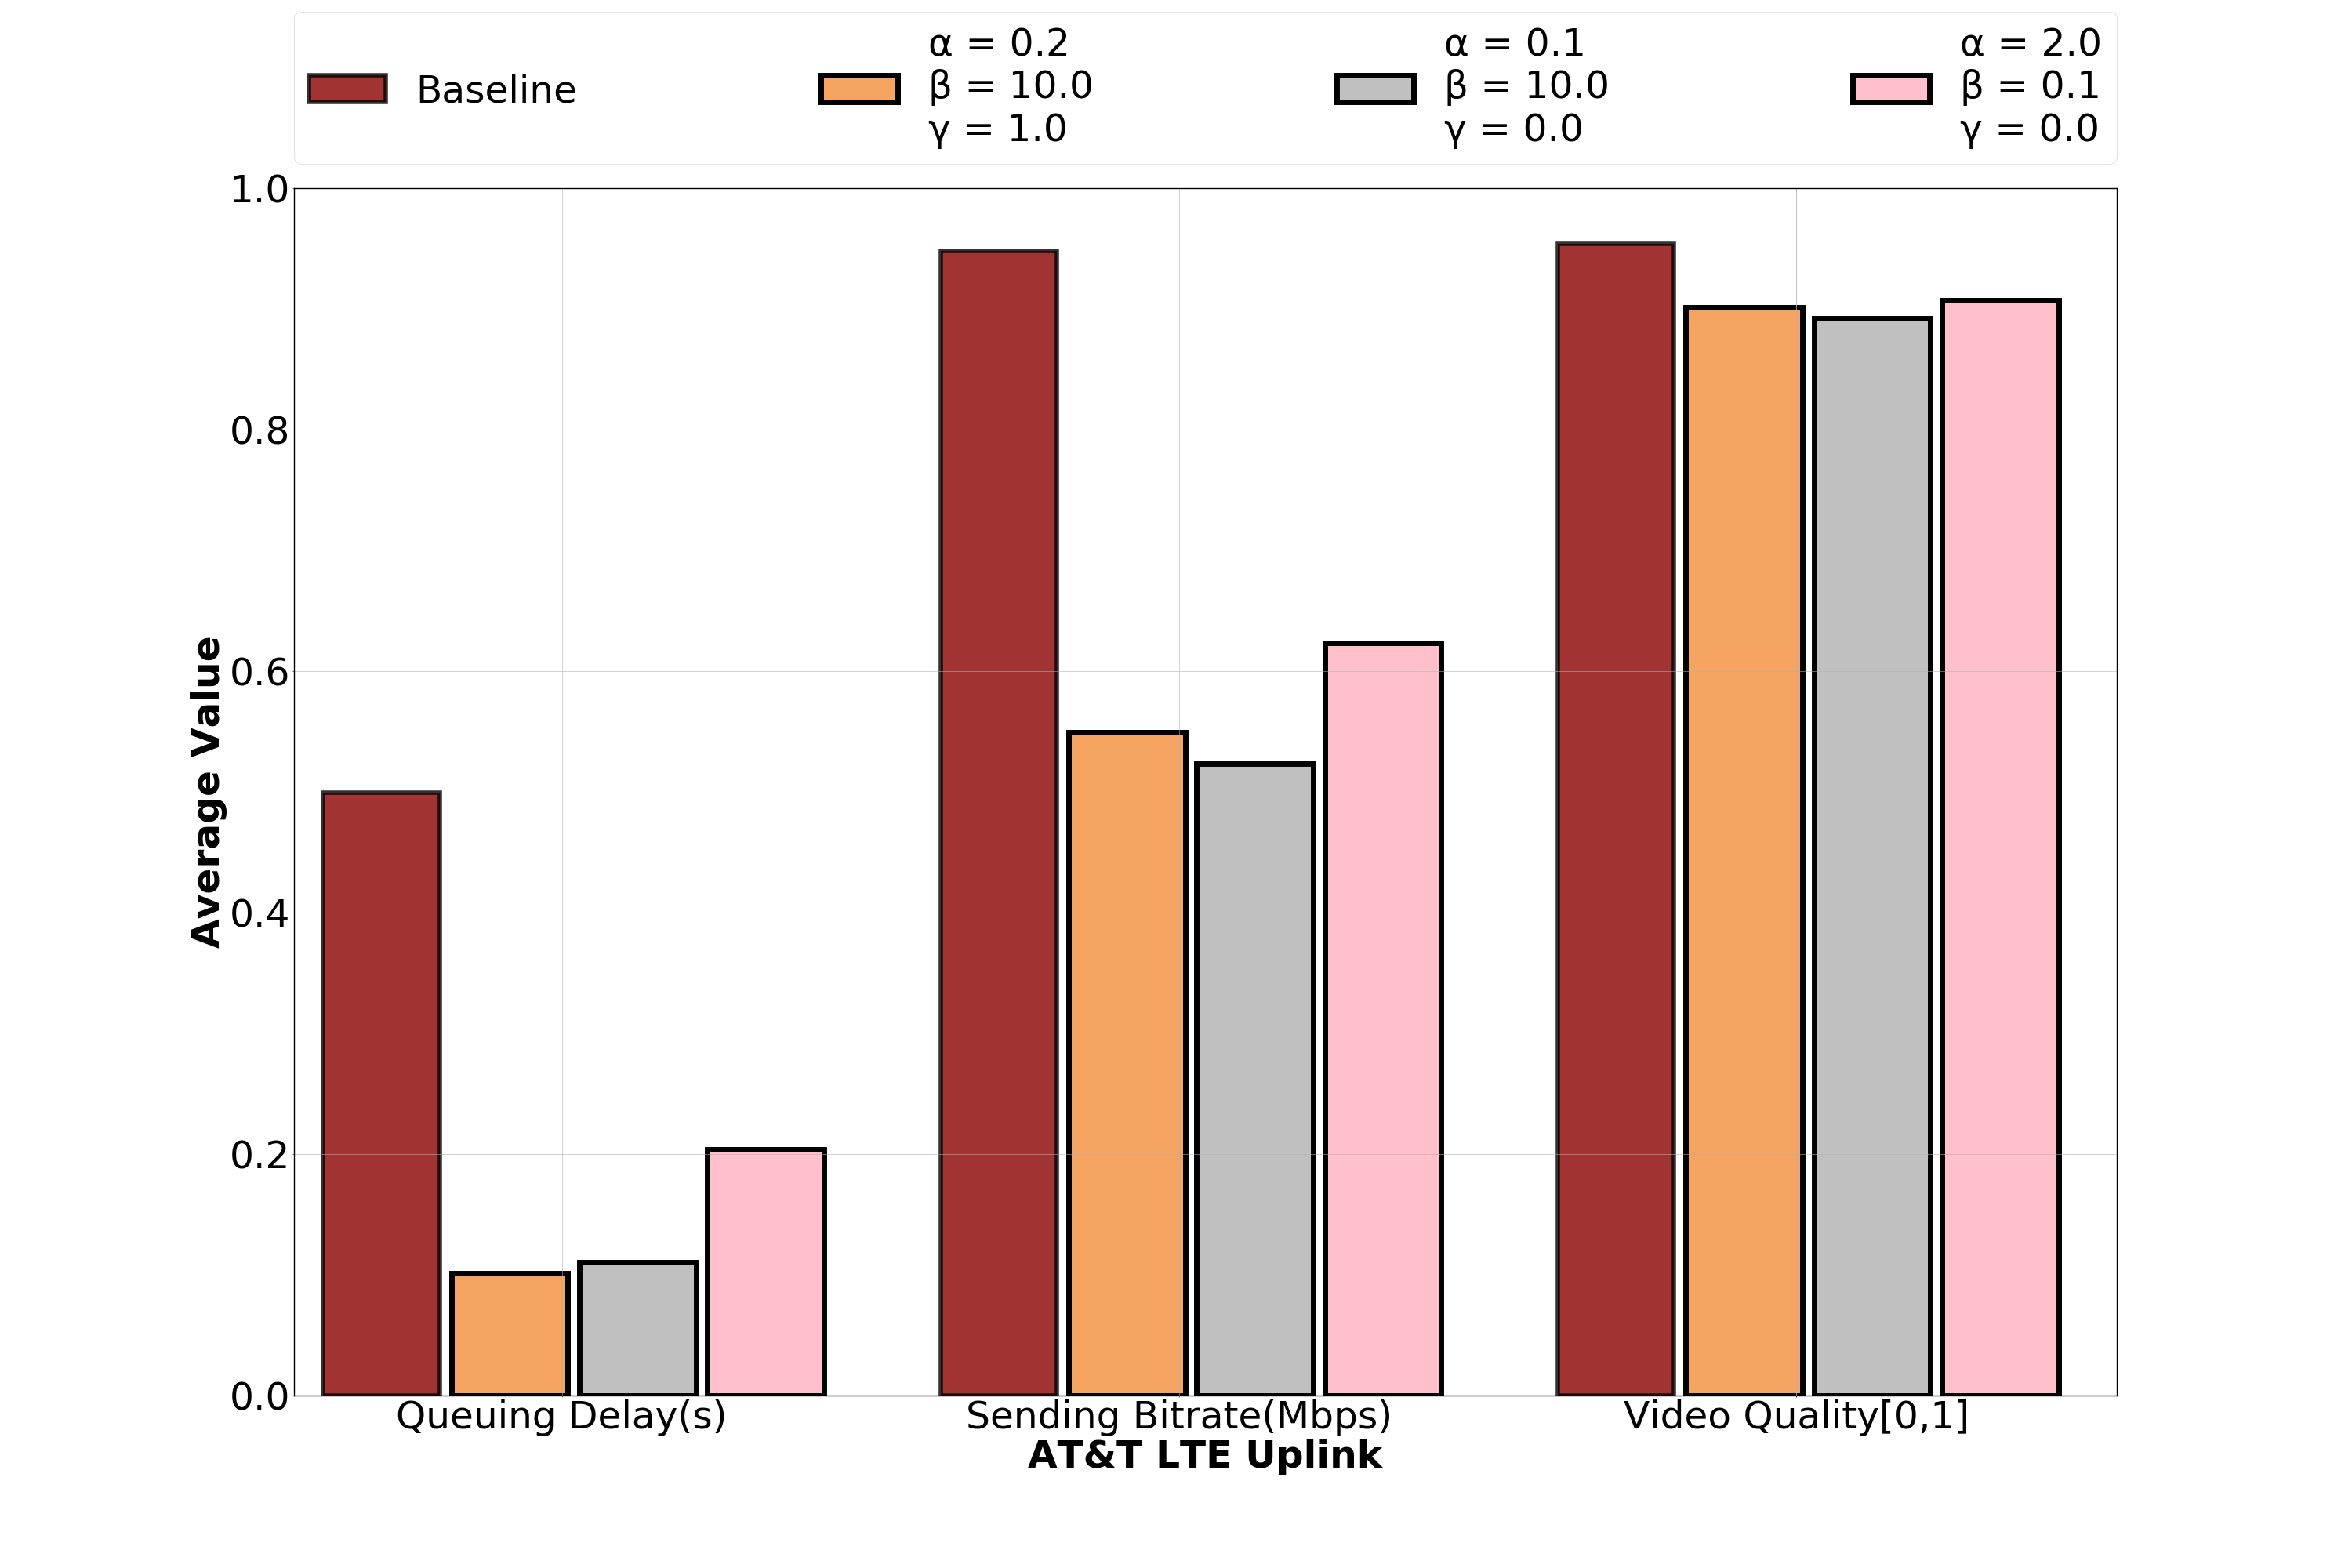 Baseline
α = 0.2
β = 10.0
γ = 1.0
α = 0.1
β = 10.0
γ = 0.0
α = 2.0
β = 0.1
γ = 0.0
1.0
0.8
0.6
0.4
0.2
0.0
Average Value
Queuing Delay(s)
Sending Bitrate(Mbps)
Video Quality[0,1]
AT&T LTE Uplink